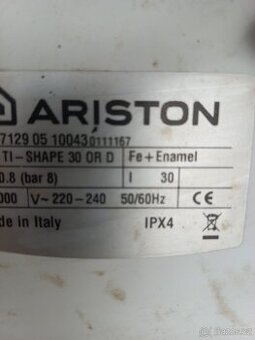 ARISTON
7129 05 10043 0111167
TI-SHAPE 30 OR D Fe+Enamel
0.8 (bar 8) I 30
000 V~220-240 50/60Hz CE
de in Italy IPX4